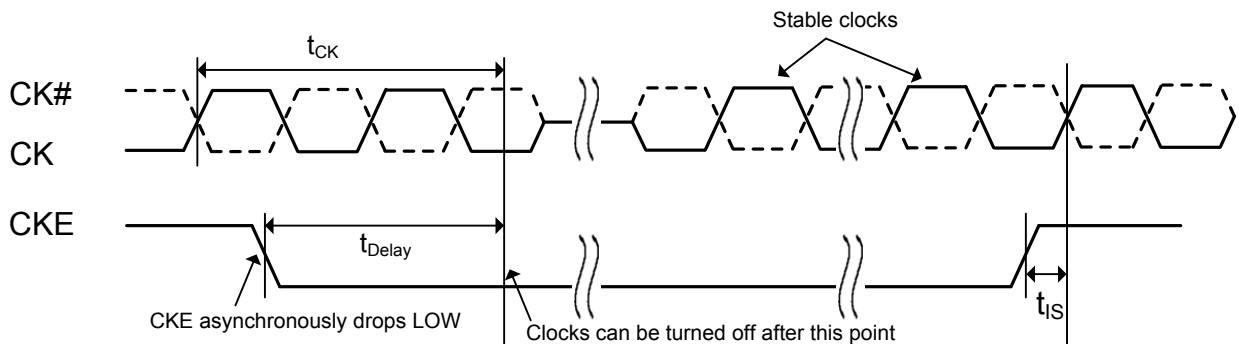 Stable clocks
tCK
CK#
CK
CKE
tDelay
tIS
CKE asynchronously drops LOW
Clocks can be turned off after this point